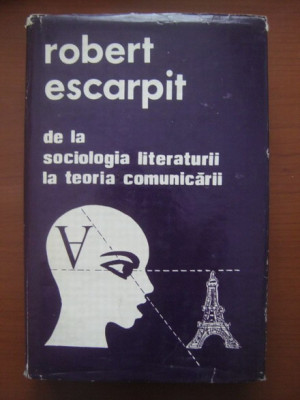 robert
escarpit
de la
sociologia literaturii
la teoria comunicării
∀